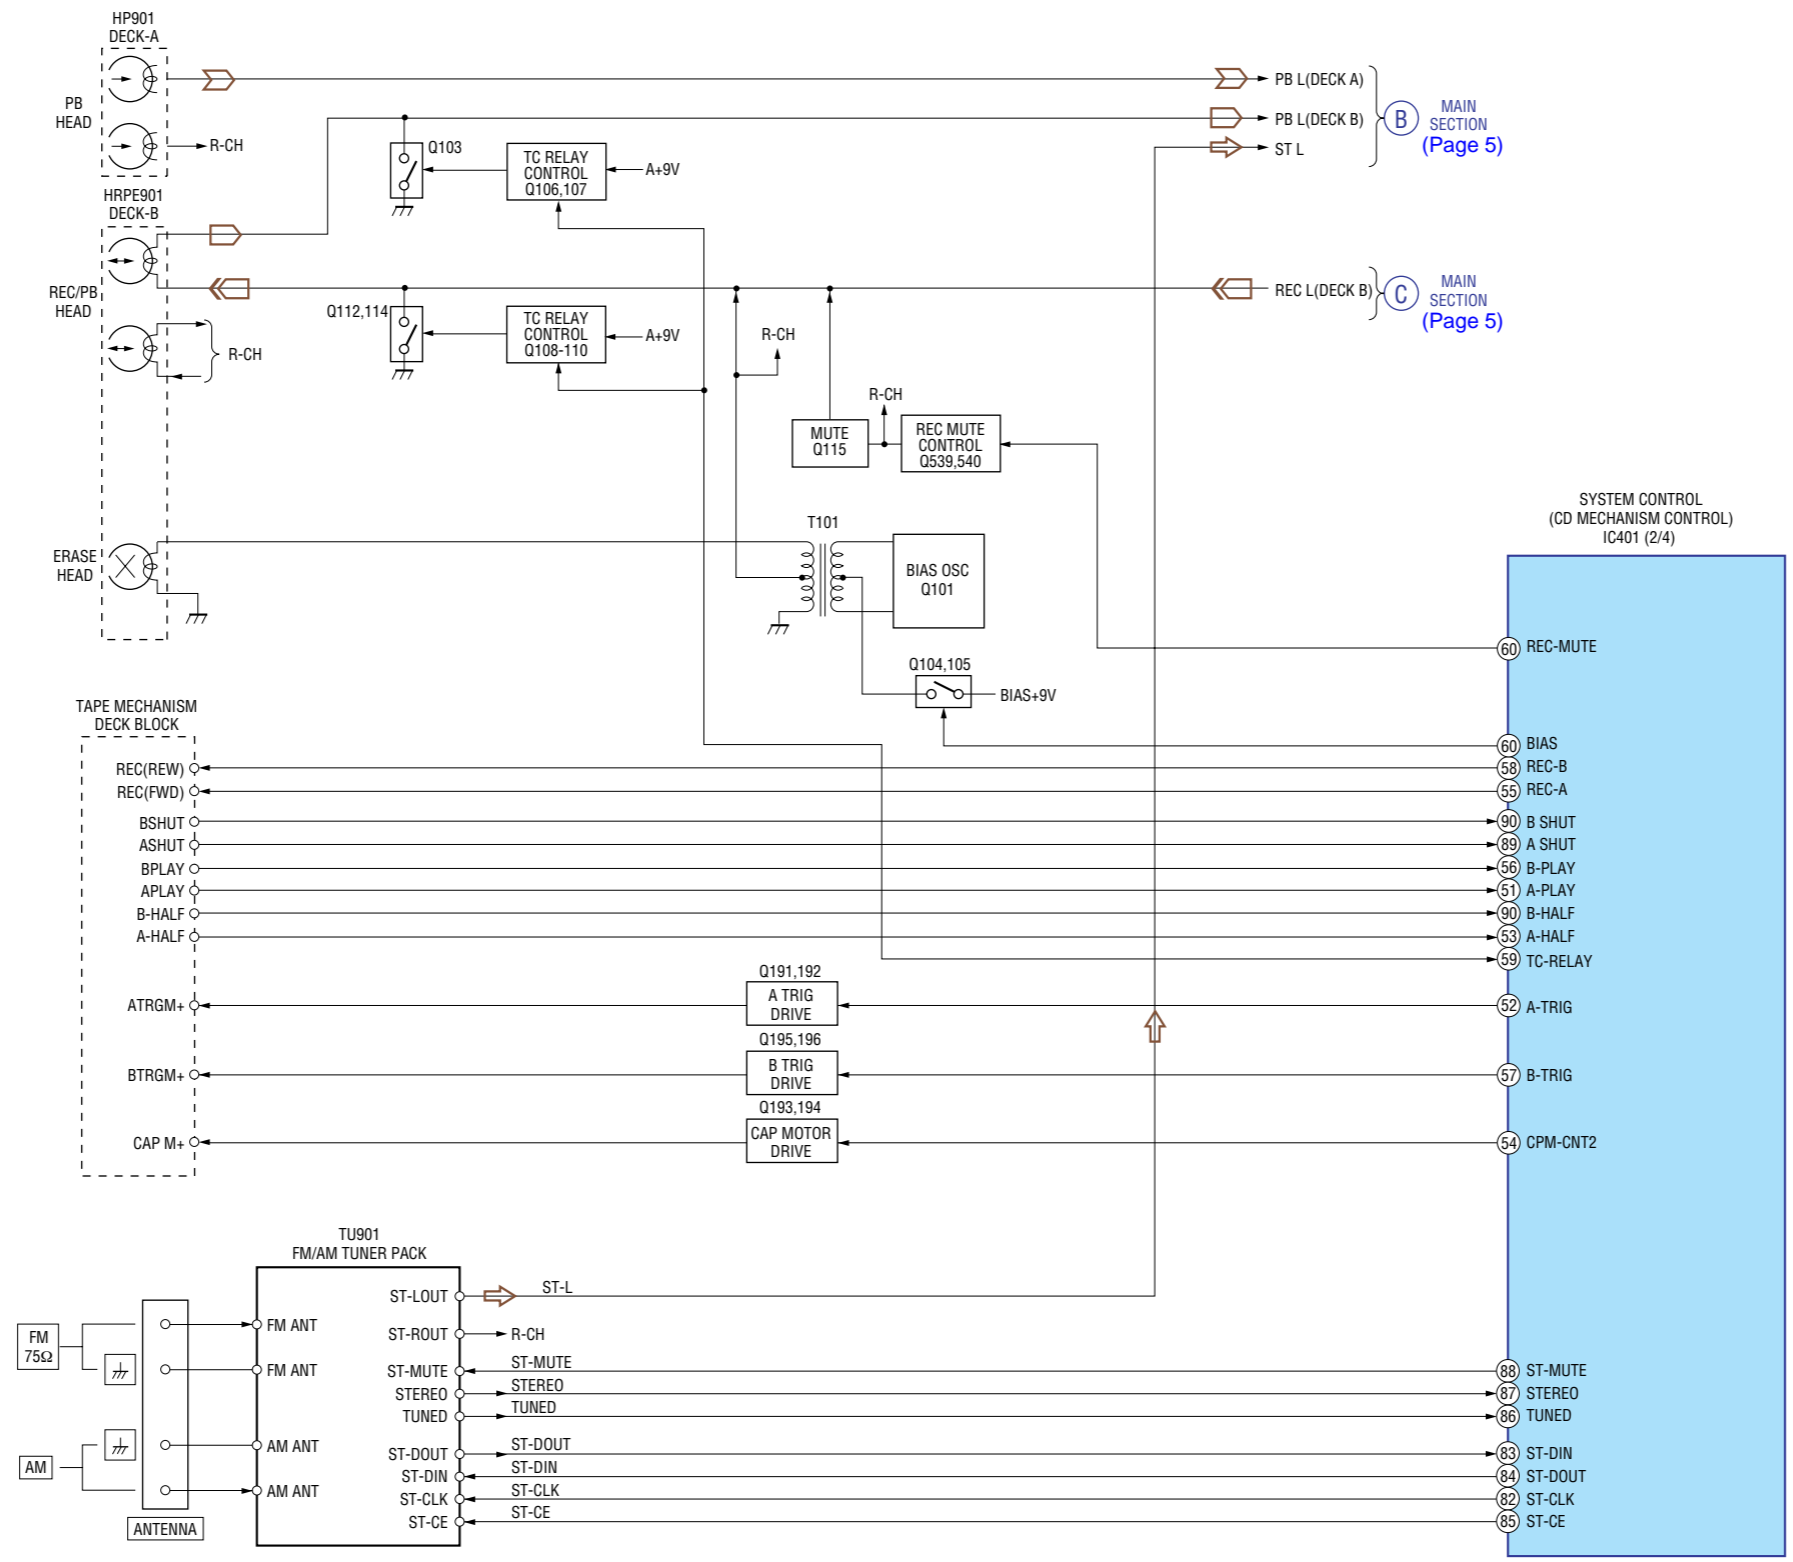 HP901
DECK-A
PB
HEAD
R-CH
PB L(DECK A)
PB L(DECK B)
ST L
B
MAIN
SECTION
(Page 5)
Q103
TC RELAY
CONTROL
Q106,107
A+9V
HRPE901
DECK-B
REC/PB
HEAD
R-CH
Q112,114
TC RELAY
CONTROL
Q108-110
A+9V
R-CH
REC L(DECK B)
C
MAIN
SECTION
(Page 5)
R-CH
MUTE
Q115
REC MUTE
CONTROL
Q539,540
ERASE
HEAD
T101
BIAS OSC
Q101
Q104,105
BIAS+9V
SYSTEM CONTROL
(CD MECHANISM CONTROL)
IC401 (2/4)
60 REC-MUTE
60 BIAS
58 REC-B
55 REC-A
90 B SHUT
89 A SHUT
56 B-PLAY
51 A-PLAY
90 B-HALF
53 A-HALF
59 TC-RELAY
52 A-TRIG
57 B-TRIG
54 CPM-CNT2
TAPE MECHANISM
DECK BLOCK
REC(REW)
REC(FWD)
BSHUT
ASHUT
BPLAY
APLAY
B-HALF
A-HALF
ATRGM+
BTRGM+
CAP M+
Q191,192
A TRIG
DRIVE
Q195,196
B TRIG
DRIVE
Q193,194
CAP MOTOR
DRIVE
TU901
FM/AM TUNER PACK
FM
75Ω
AM
ANTENNA
FM ANT
FM ANT
AM ANT
AM ANT
ST-LOUT
ST-ROUT
ST-MUTE
STEREO
TUNED
ST-DOUT
ST-DIN
ST-CLK
ST-CE
ST-L
R-CH
ST-MUTE
STEREO
TUNED
ST-DOUT
ST-DIN
ST-CLK
ST-CE
88 ST-MUTE
87 STEREO
86 TUNED
83 ST-DIN
84 ST-DOUT
82 ST-CLK
85 ST-CE